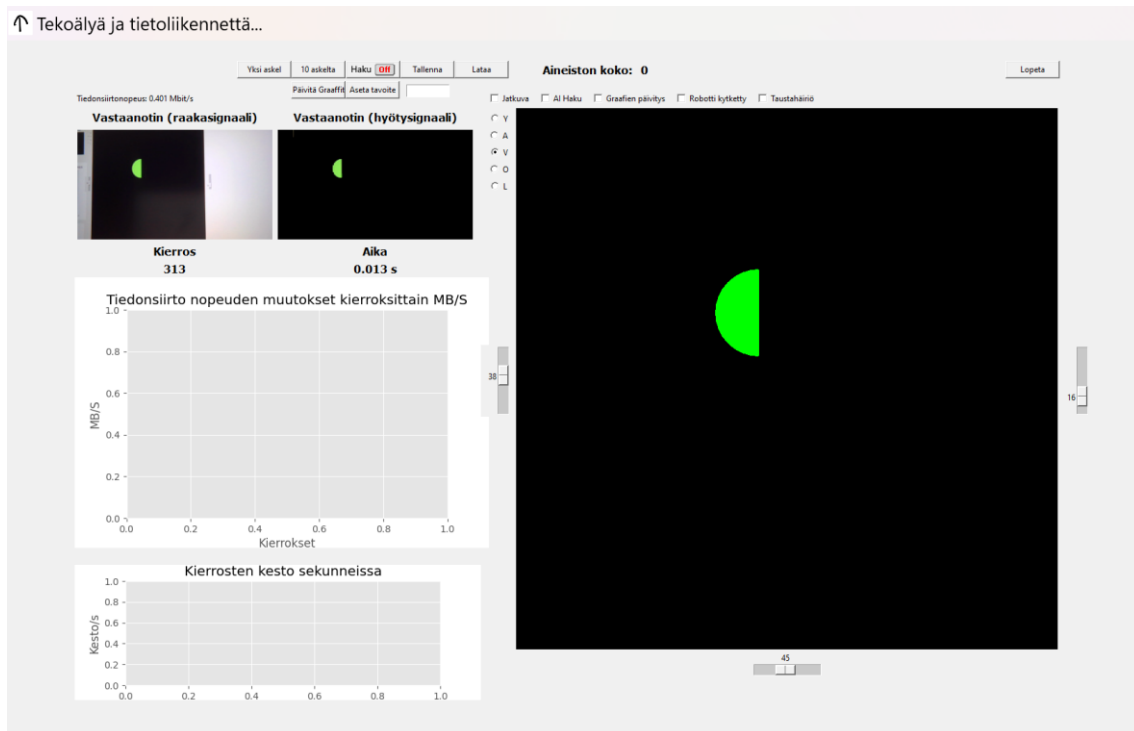 Tekoälyä ja tietoliikennettä...
Yksi askel
10 askelta
Haku Off
Tallenna
Lataa
Aineiston koko: 0
Lopeta
Päivitä Graaffit
Aseta tavoite
Tiedonsiirtonopeus: 0.401 Mbit/s
Jatkuva
AI Haku
Graafien päivitys
Robotti kytketty
Taustahäiriö
Vastaanotin (raakasignaali)
Vastaanotin (hyötysignaali)
Y
A
V
O
L
Kierros
313
Aika
0.013 s
Tiedonsiirto nopeuden muutokset kierroksittain MB/S
1.0
0.8
0.6
0.4
0.2
0.0
MB/S
0.0 0.2 0.4 0.6 0.8 1.0
Kierrokset
38
16
45
Kierrosten kesto sekunneissa
1.0
0.8
0.6
0.4
0.2
0.0
Kesto/s
0.0 0.2 0.4 0.6 0.8 1.0